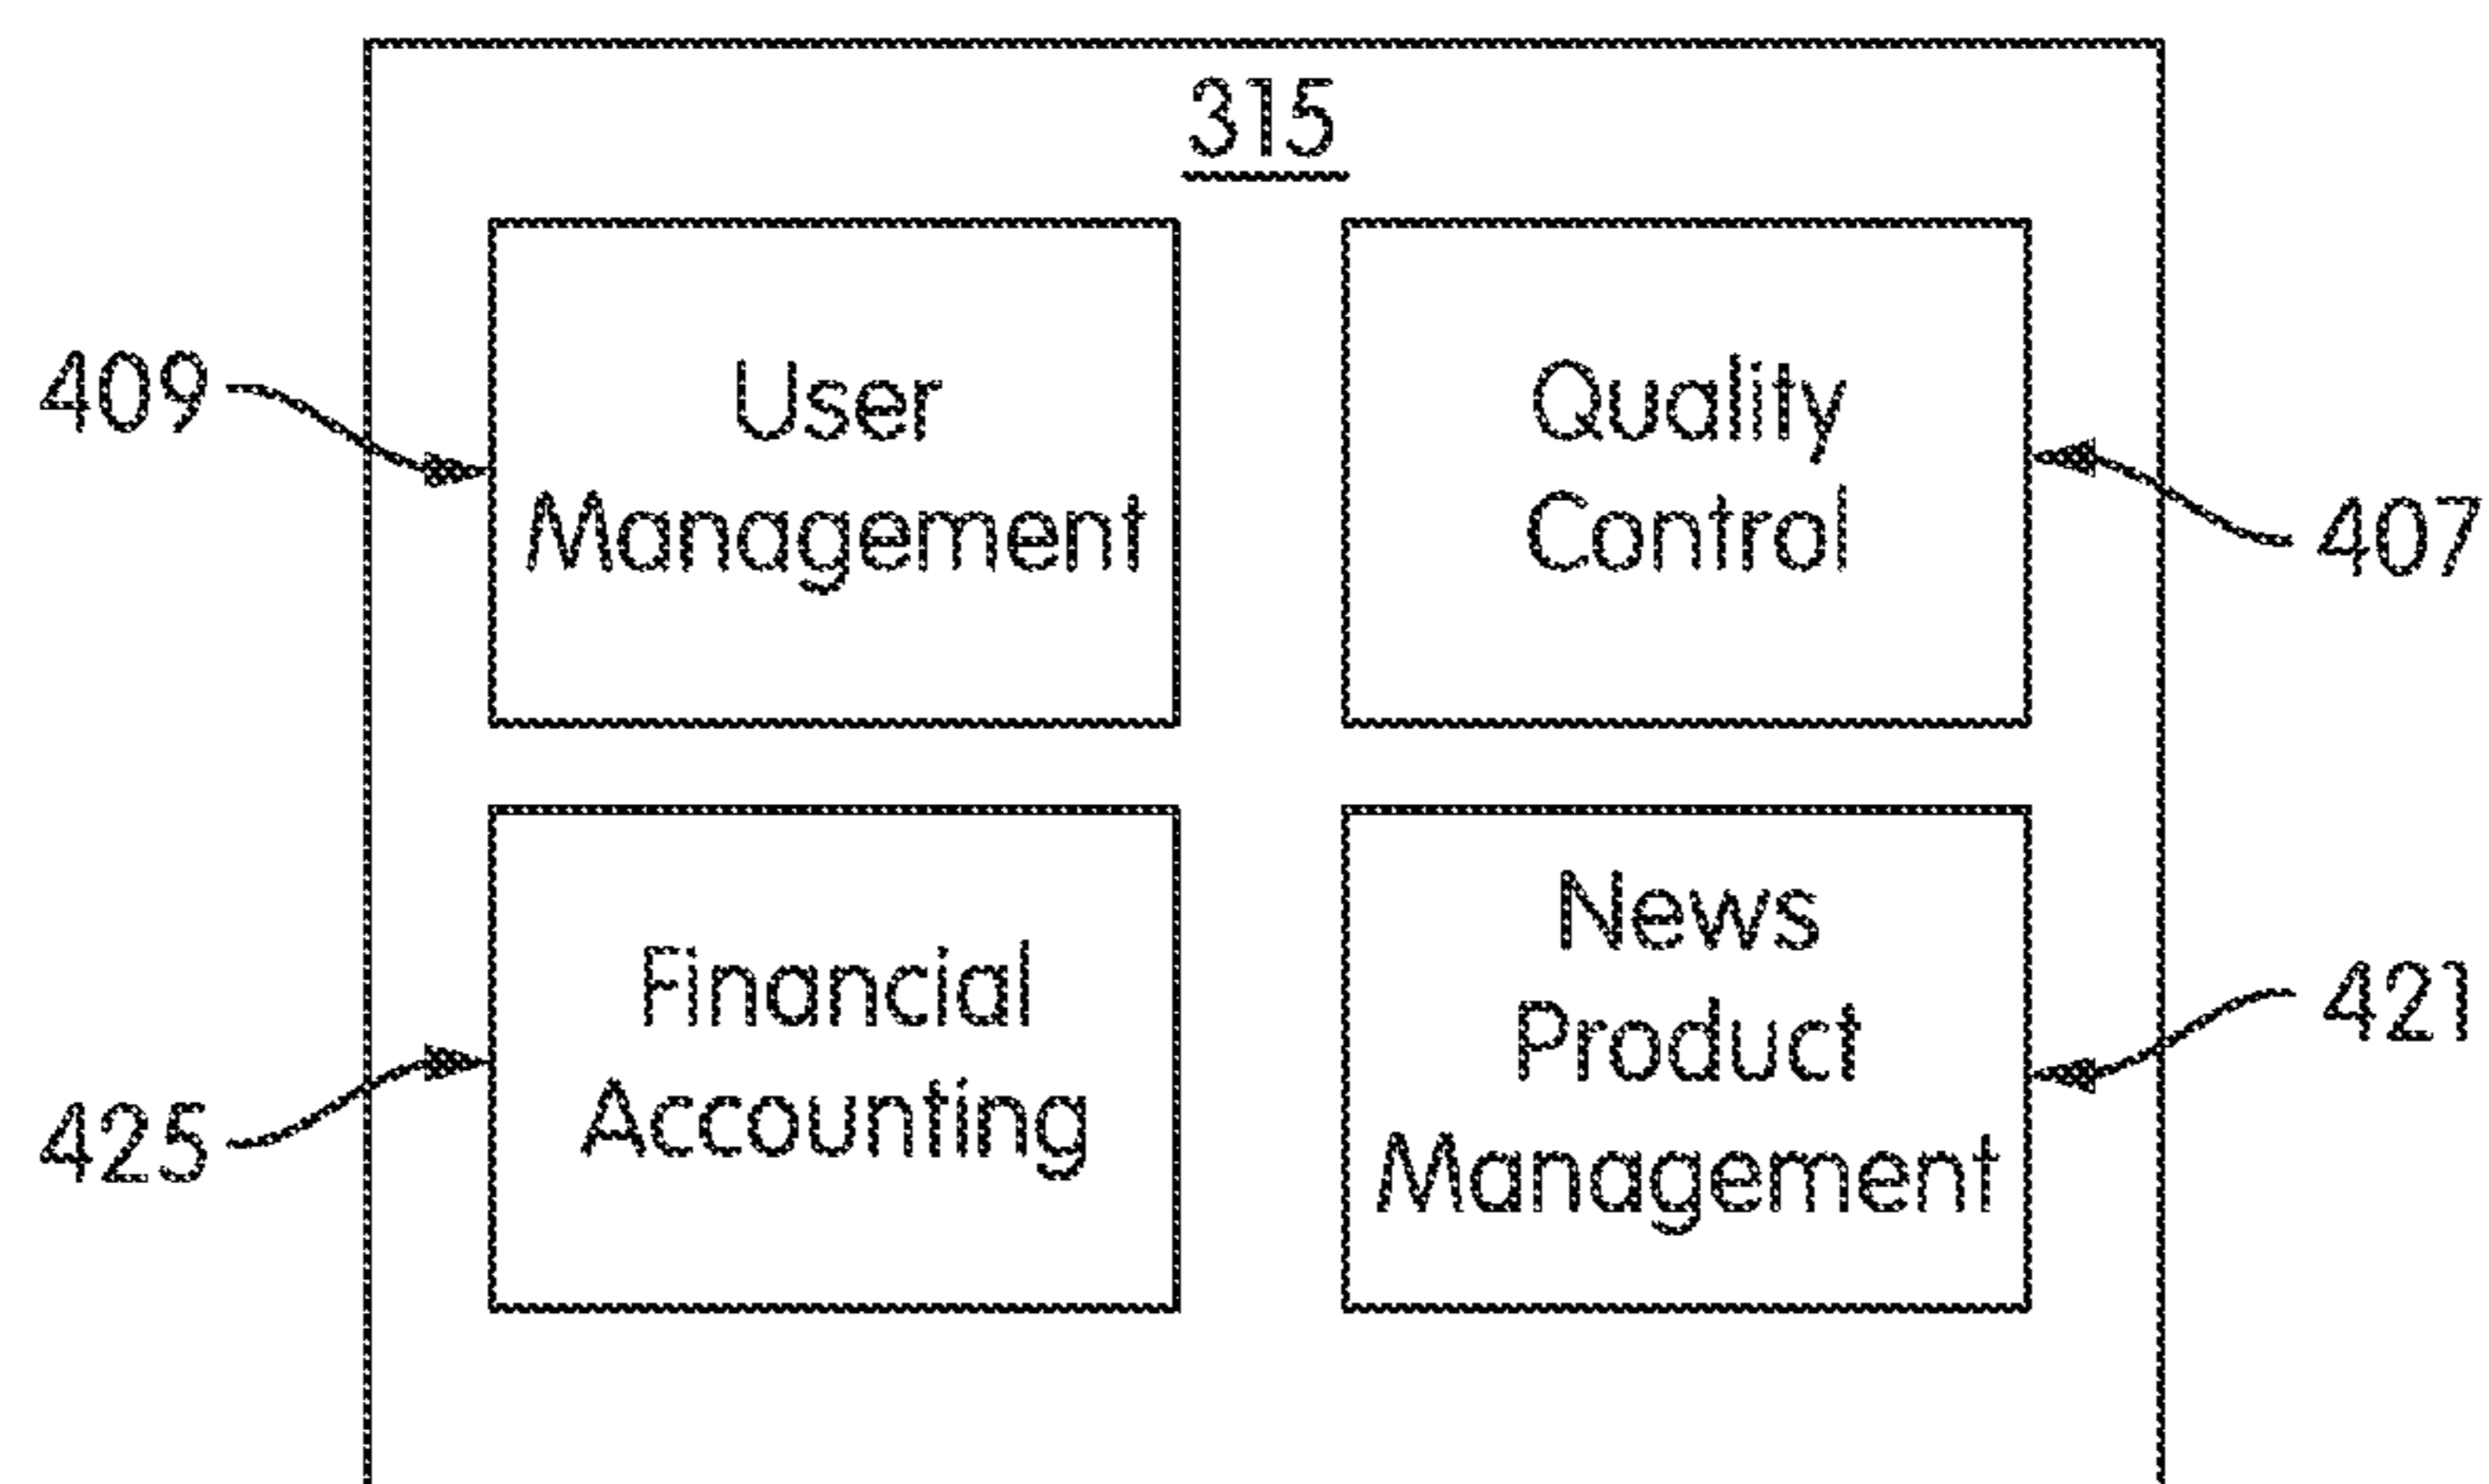 315
409
User
Management
Quality
Control
407
425
Financial
Accounting
News
Product
Management
421